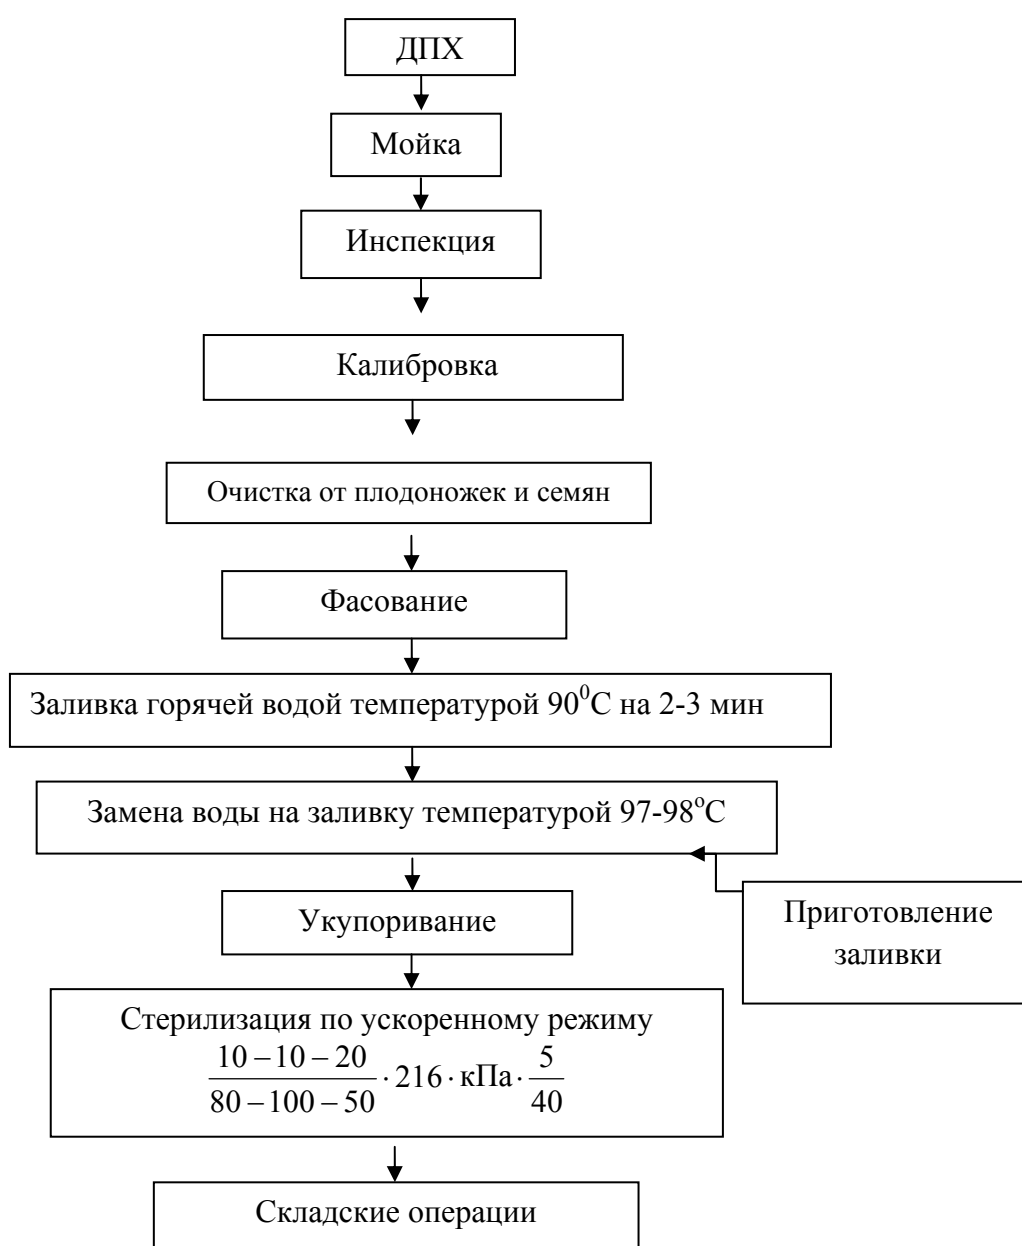 ДПХ
Мойка
Инспекция
Калибровка
Очистка от плодоножек и семян
Фасование
Заливка горячей водой температурой 90⁰С на 2-3 мин
Замена воды на заливку температурой 97-98ᵒС
Укупоривание
Приготовление
заливки
Стерилизация по ускоренному режиму
10 – 10 – 20
80 – 100 – 50
· 216 · кПа ·
5
40
Складские операции